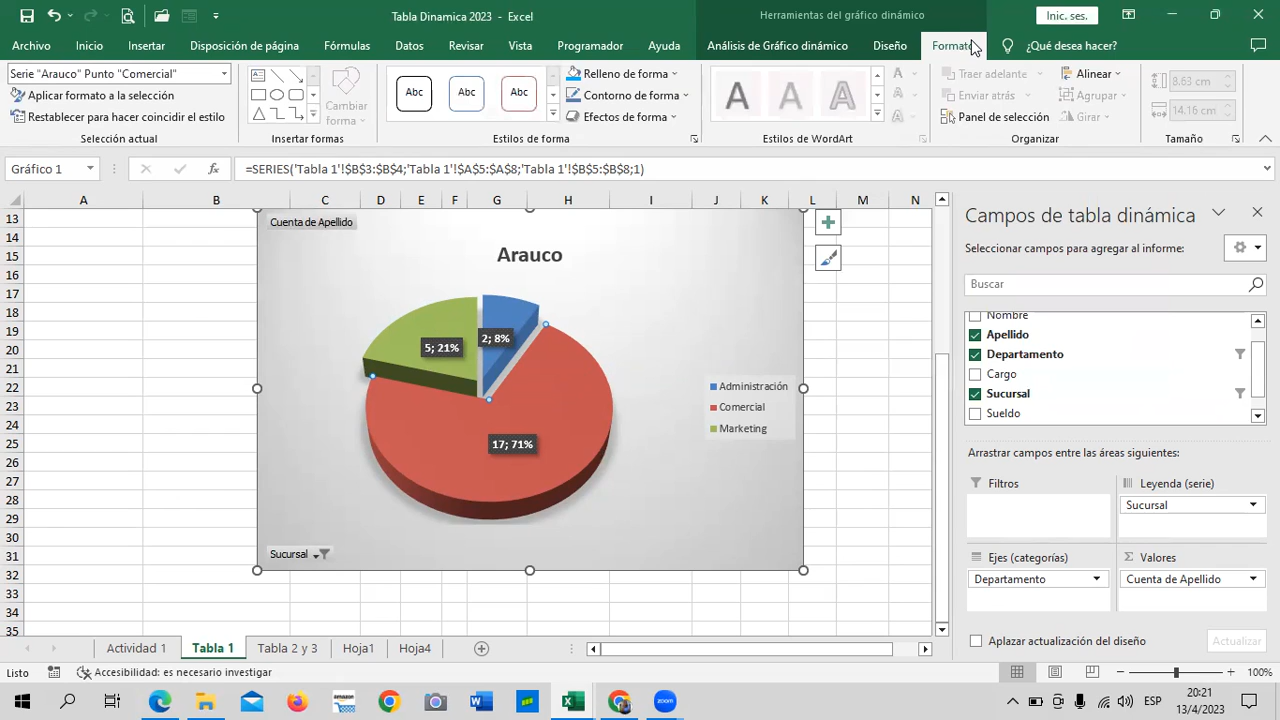 Tabla Dinamica 2023 - Excel
Herramientas del gráfico dinámico
Inic. ses.
Archivo Inicio Insertar Disposición de página Fórmulas Datos Revisar Vista Programador Ayuda Análisis de Gráfico dinámico Diseño Formato ¿Qué desea hacer?
Serie "Arauco" Punto "Comercial"
Aplicar formato a la selección
Restablecer para hacer coincidir el estilo
Selección actual
Cambiar
forma
Insertar formas
Abc Abc Abc
Relleno de forma
Contorno de forma
Efectos de forma
Estilos de forma
A A A
Estilos de WordArt
Traer adelante
Enviar atrás
Panel de selección
Alinear
Agrupar
Girar
Organizar
8.63 cm
14.16 cm
Tamaño
Gráfico 1
fx
=SERIES('Tabla 1'!$B$3:$B$4;'Tabla 1'!$A$5:$A$8;'Tabla 1'!$B$5:$B$8;1)
A B C D E F G H I J K L M N
13
14
15
16
17
18
19
20
21
22
23
24
25
26
27
28
29
30
31
32
33
34
35
Cuenta de Apellido
Arauco
2; 8%
5; 21%
17; 71%
Administración
Comercial
Marketing
Sucursal
Campos de tabla dinámica
Seleccionar campos para agregar al informe:
Buscar
Nombre
Apellido
Departamento
Cargo
Sucursal
Sueldo
Arrastrar campos entre las áreas siguientes:
Filtros
Leyenda (serie)
Sucursal
Ejes (categorías)
Σ Valores
Departamento
Cuenta de Apellido
Aplazar actualización del diseño
Actualizar
Actividad 1 Tabla 1 Tabla 2 y 3 Hoja1 Hoja4
Listo
Accesibilidad: es necesario investigar
100%
amazon
W
zoom
ESP
20:21
13/4/2023